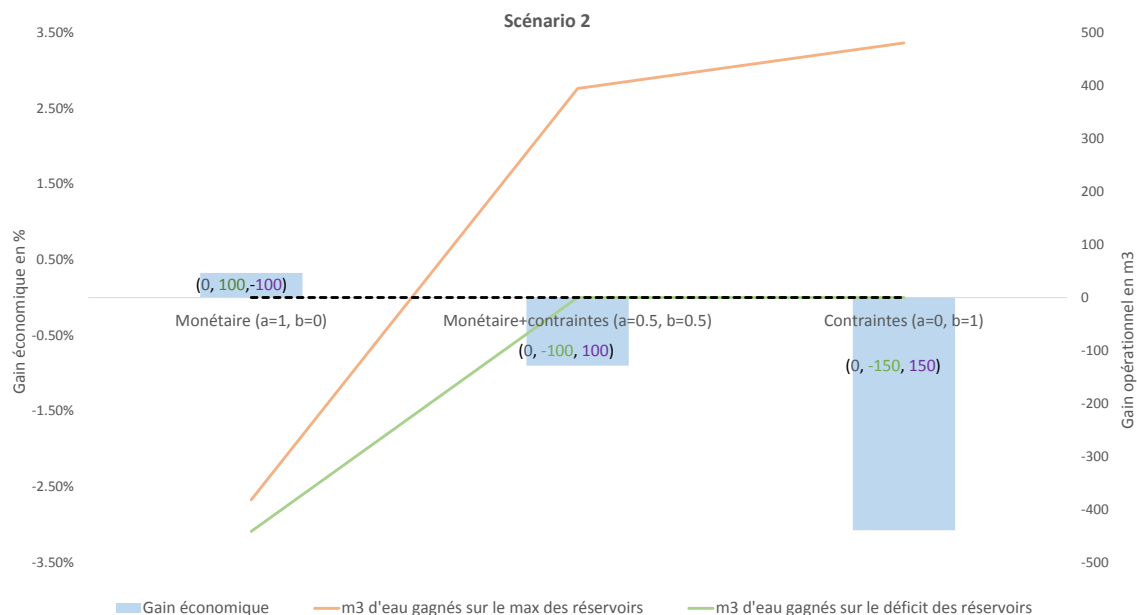 Scénario 2
3.50%
2.50%
1.50%
0.50%
-0.50%
-1.50%
-2.50%
-3.50%
Gain économique en %
500
400
300
200
100
0
-100
-200
-300
-400
-500
Gain opérationnel en m3
(0, 100,-100)
Monétaire (a=1, b=0)
Monétaire+contraintes (a=0.5, b=0.5)
Contraintes (a=0, b=1)
(0, -100, 100)
(0, -150, 150)
Gain économique
m3 d'eau gagnés sur le max des réservoirs
m3 d'eau gagnés sur le déficit des réservoirs